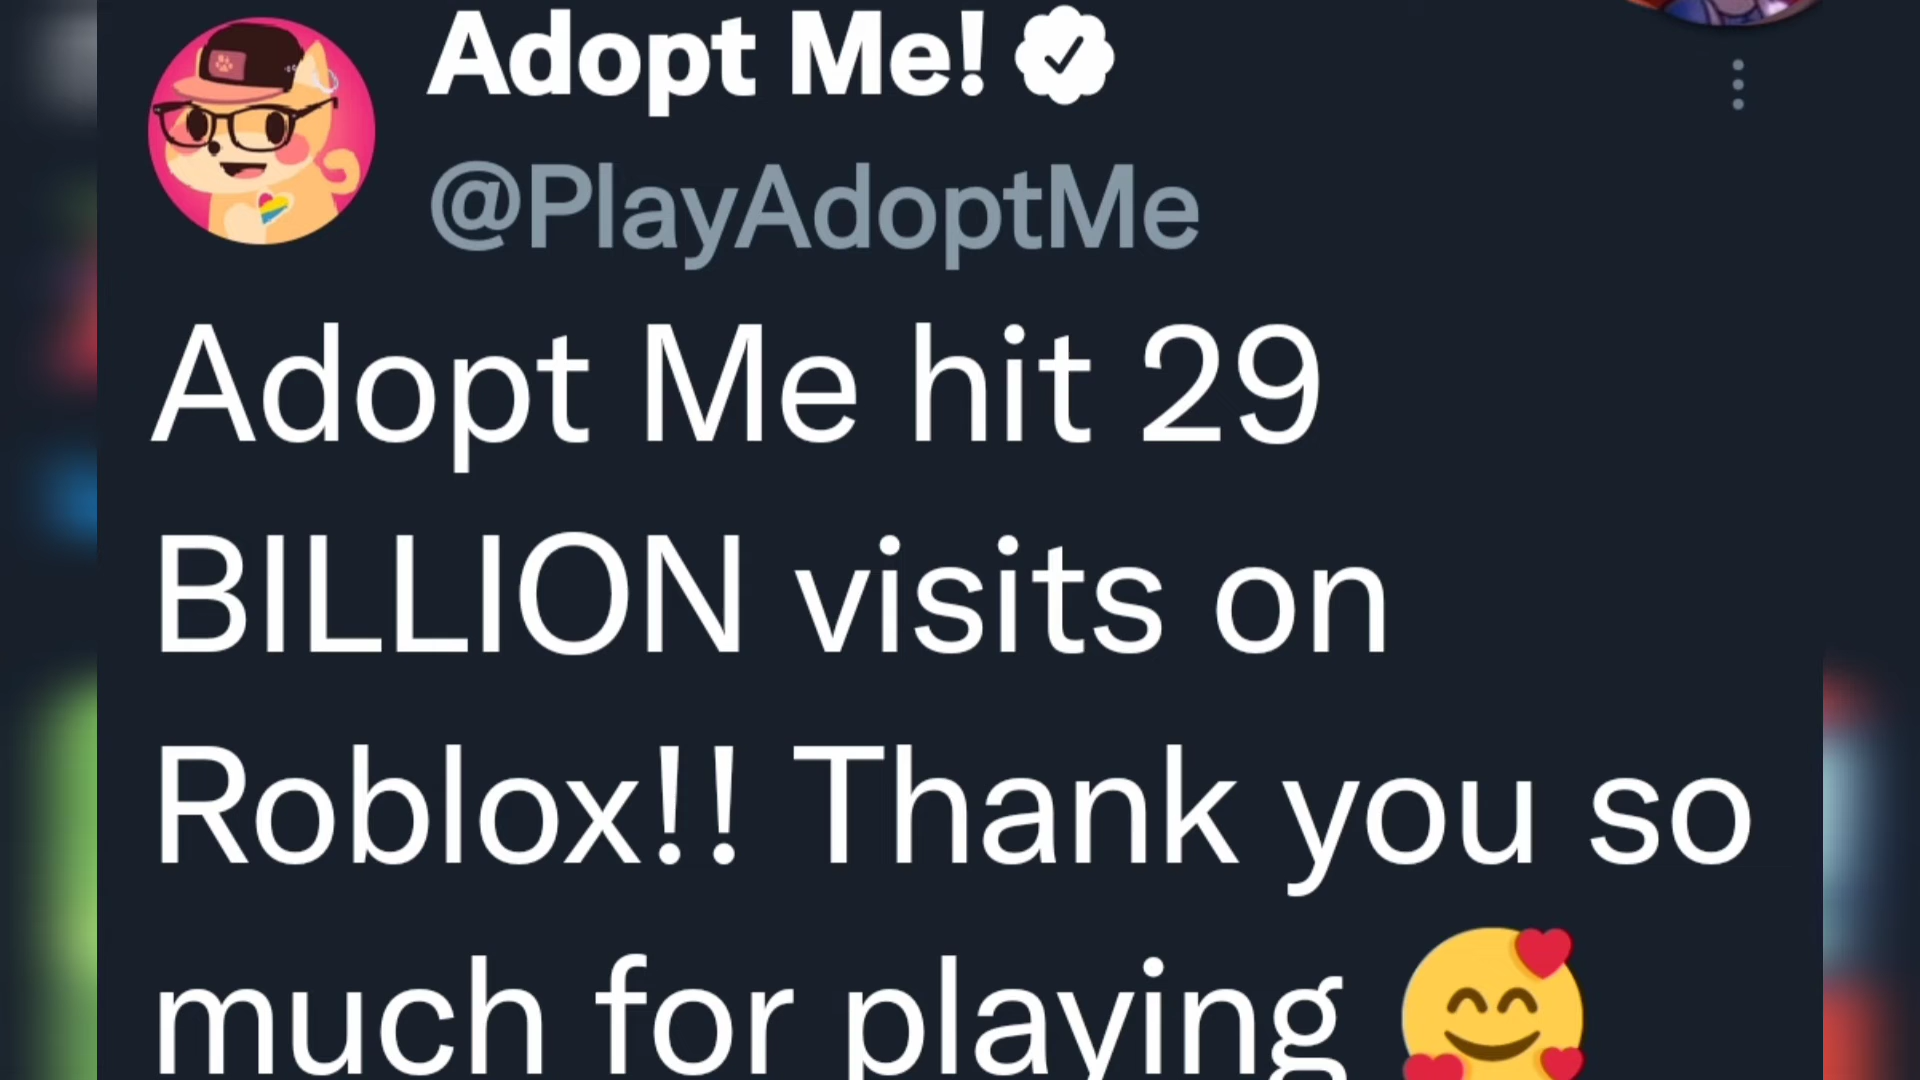 Adopt Me!
@PlayAdoptMe
Adopt Me hit 29
BILLION visits on
Roblox!! Thank you so
much for playing 🥰